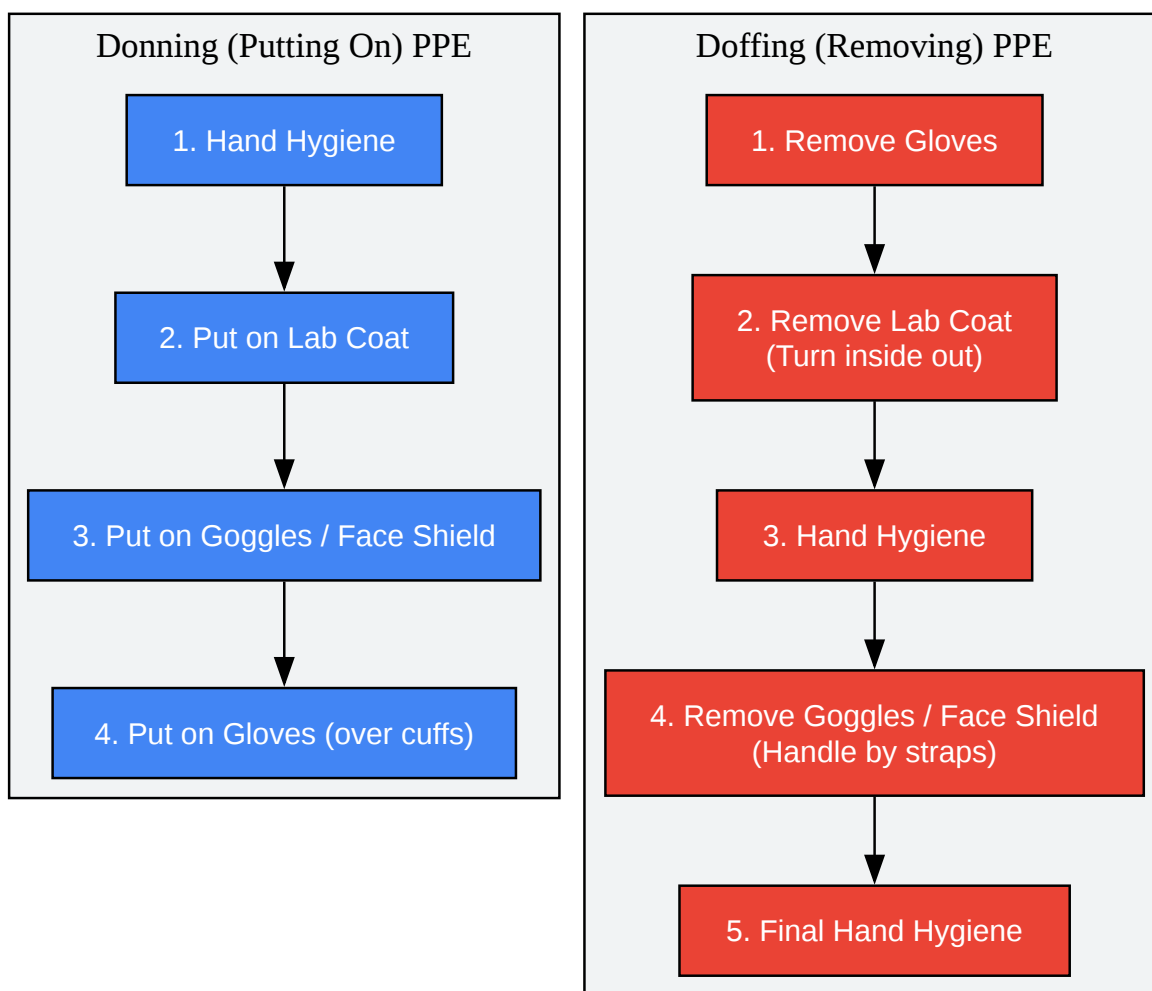 Donning (Putting On) PPE
1. Hand Hygiene
2. Put on Lab Coat
3. Put on Goggles / Face Shield
4. Put on Gloves (over cuffs)
Doffing (Removing) PPE
1. Remove Gloves
2. Remove Lab Coat
(Turn inside out)
3. Hand Hygiene
4. Remove Goggles / Face Shield
(Handle by straps)
5. Final Hand Hygiene